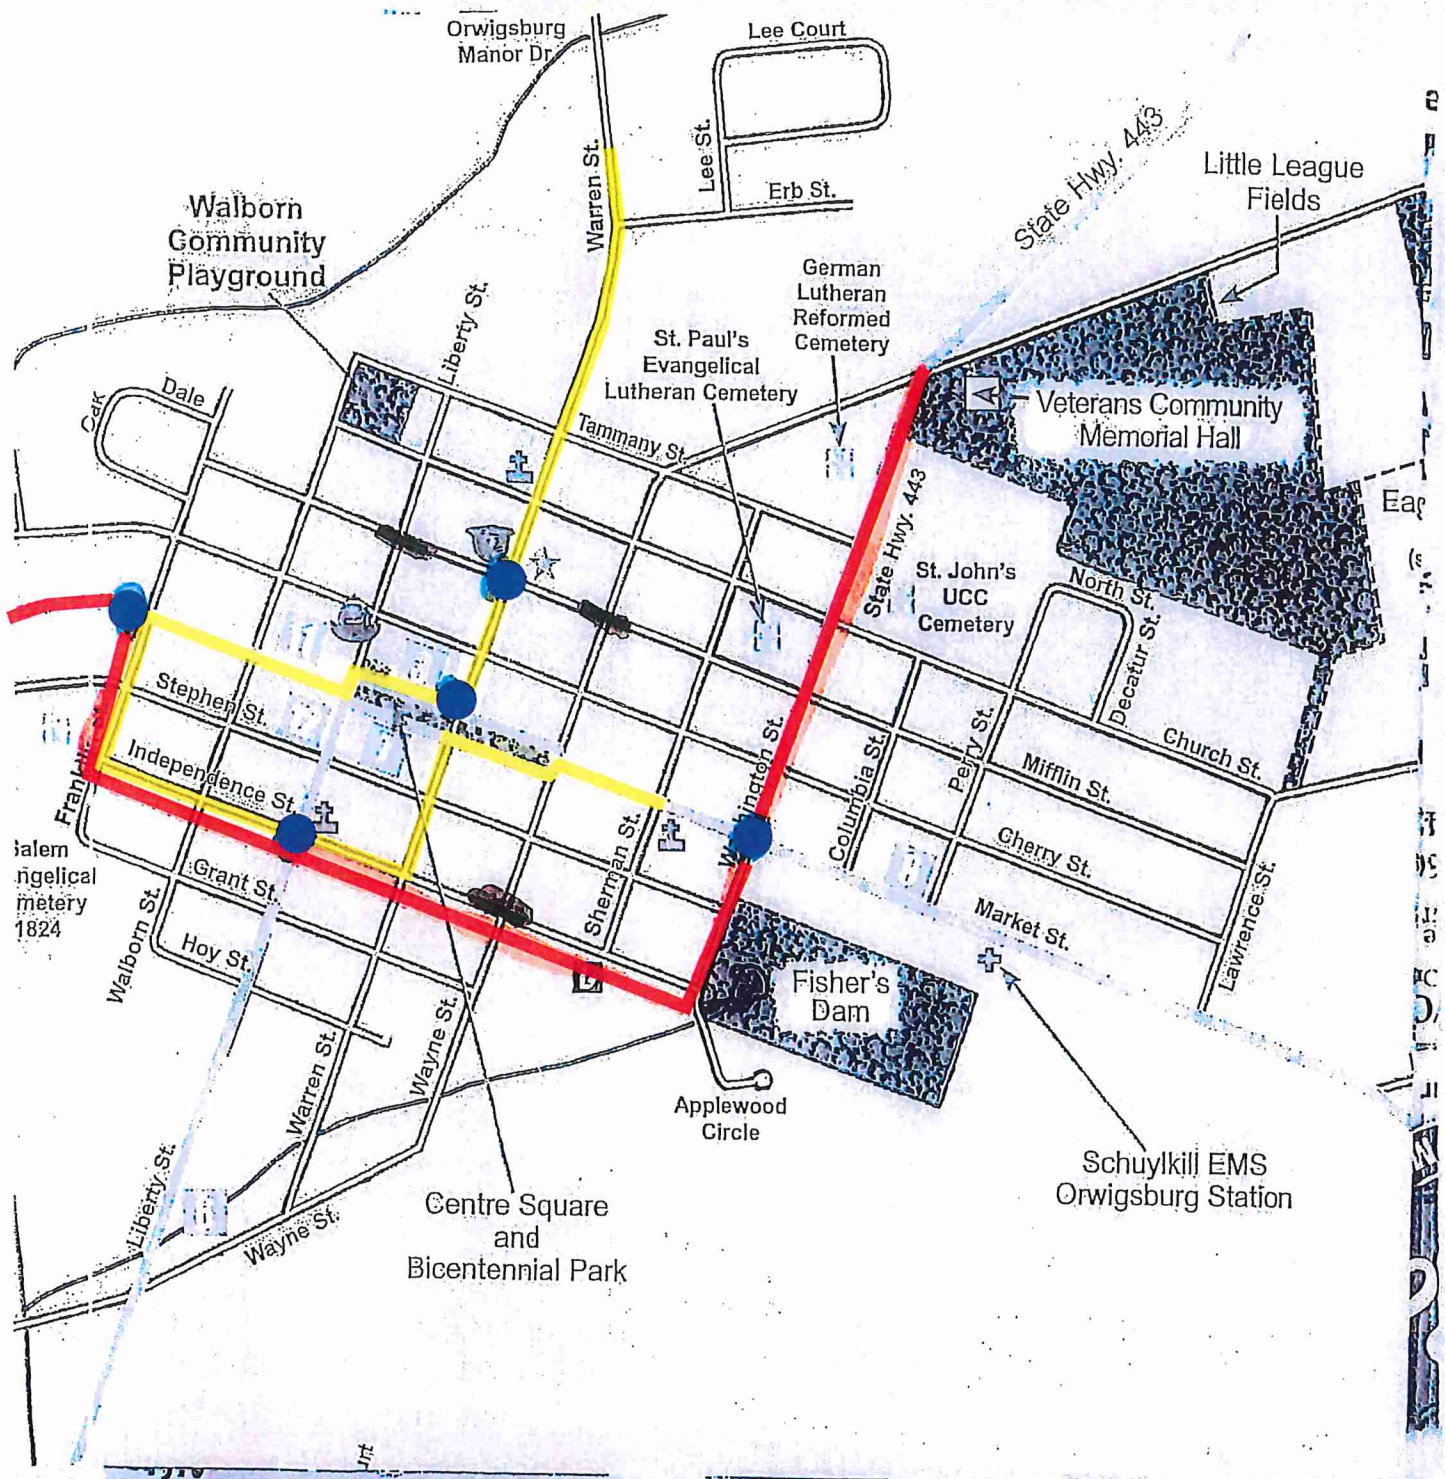 Orwigsburg
Manor Dr.
Lee Court
Lee St.
Erb St.
Warren St.
State Hwy. 443
Little League
Fields
Walborn
Community
Playground
Liberty St.
German
Lutheran
Reformed
Cemetery
St. Paul's
Evangelical
Lutheran Cemetery
Dale
Oak
Tammany St.
Veterans Community
Memorial Hall
State Hwy. 443
St. John's
UCC
Cemetery
North St.
Decatur St.
Stephen St.
Independence St.
Perry St.
Columbia St.
Church St.
Mifflin St.
Cherry St.
Market St.
Lawrence St.
Sherman St.
Grant St.
Hoy St.
Walborn St.
Fisher's
Dam
Warren St.
Wayne St.
Applewood
Circle
Schuylkill EMS
Orwigsburg Station
Liberty St.
Wayne St.
Centre Square
and
Bicentennial Park
1824